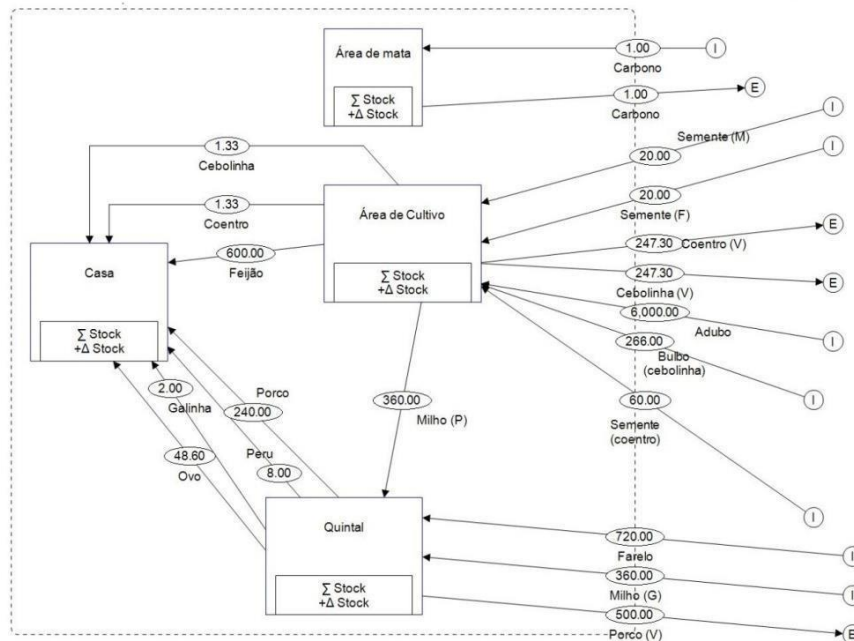 Área de mata
∑ Stock
+Δ Stock
1.00
Carbono
I
1.00
Carbono
E
1.33
Cebolinha
1.33
Coentro
600.00
Feijão
Área de Cultivo
∑ Stock
+Δ Stock
Semente (M)
20.00
I
20.00
Semente (F)
I
247.30
Coentro (V)
E
247.30
Cebolinha (V)
E
6,000.00
Adubo
I
266.00
Bulbo
(cebolinha)
I
60.00
Semente
(coentro)
I
Casa
∑ Stock
+Δ Stock
2.00
Galinha
Porco
240.00
360.00
Milho (P)
48.60
Ovo
Peru
8.00
Quintal
∑ Stock
+Δ Stock
720.00
Farelo
I
360.00
Milho (G)
I
500.00
Porco (V)
E